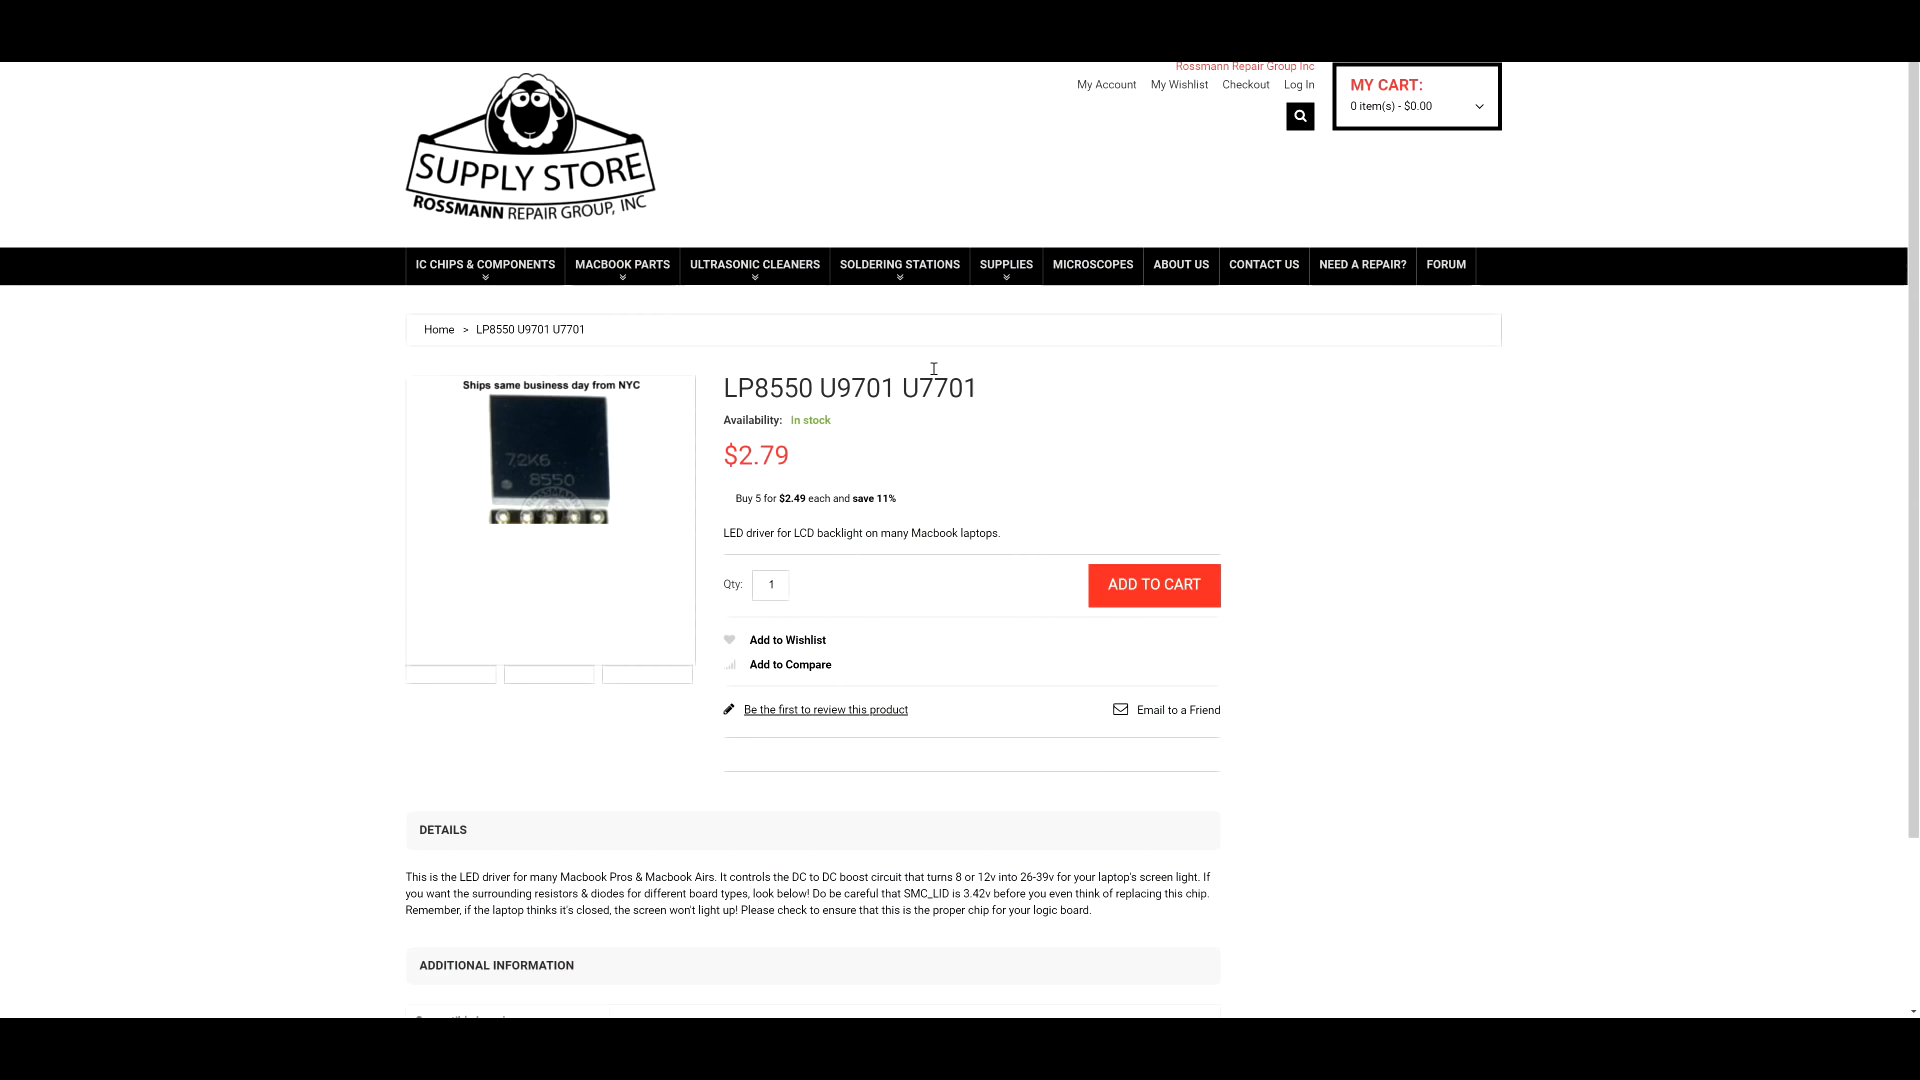 Rossmann Repair Group Inc
My Account My Wishlist Checkout Log In
MY CART:
0 item(s) - $0.00
SUPPLY STORE
ROSSMANN REPAIR GROUP, INC
IC CHIPS & COMPONENTS MACBOOK PARTS ULTRASONIC CLEANERS SOLDERING STATIONS SUPPLIES MICROSCOPES ABOUT US CONTACT US NEED A REPAIR? FORUM
Home > LP8550 U9701 U7701
Ships same business day from NYC
72K6
8550
LP8550 U9701 U7701
Availability: In stock
$2.79
Buy 5 for $2.49 each and save 11%
LED driver for LCD backlight on many Macbook laptops.
Qty: 1 ADD TO CART
Add to Wishlist
Add to Compare
Be the first to review this product Email to a Friend
DETAILS
This is the LED driver for many Macbook Pros & Macbook Airs. It controls the DC to DC boost circuit that turns 8 or 12v into 26-39v for your laptop's screen light. If
you want the surrounding resistors & diodes for different board types, look below! Do be careful that SMC_LID is 3.42v before you even think of replacing this chip.
Remember, if the laptop thinks it's closed, the screen won't light up! Please check to ensure that this is the proper chip for your logic board.
ADDITIONAL INFORMATION